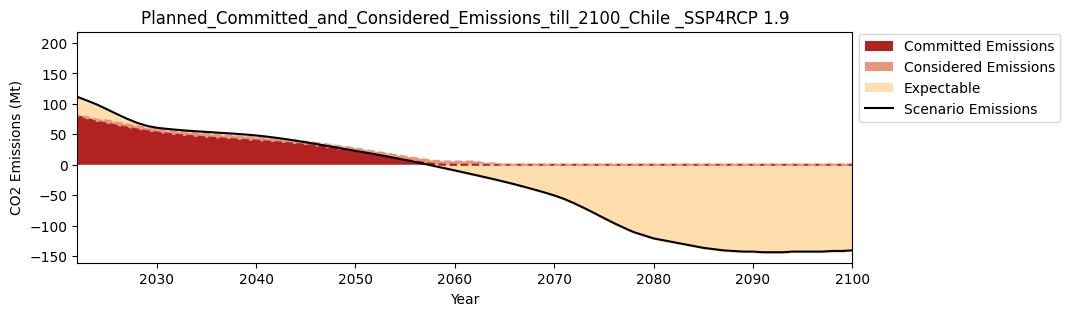 Planned_Committed_and_Considered_Emissions_till_2100_Chile _SSP4RCP 1.9
200
150
100
50
0
−50
−100
−150
CO2 Emissions (Mt)
2030
2040
2050
2060
2070
2080
2090
2100
Year
Committed Emissions
Considered Emissions
Expectable
Scenario Emissions